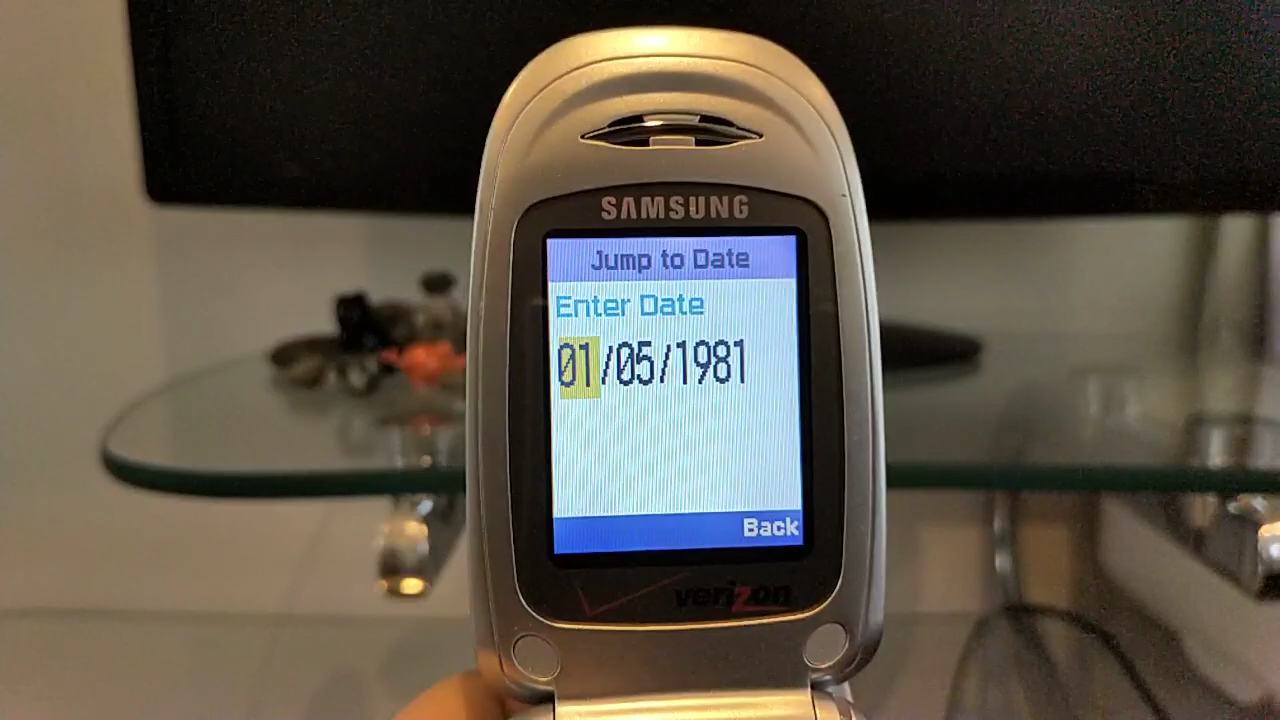 SAMSUNG
Jump to Date
Enter Date
01/05/1981
Back
verizon